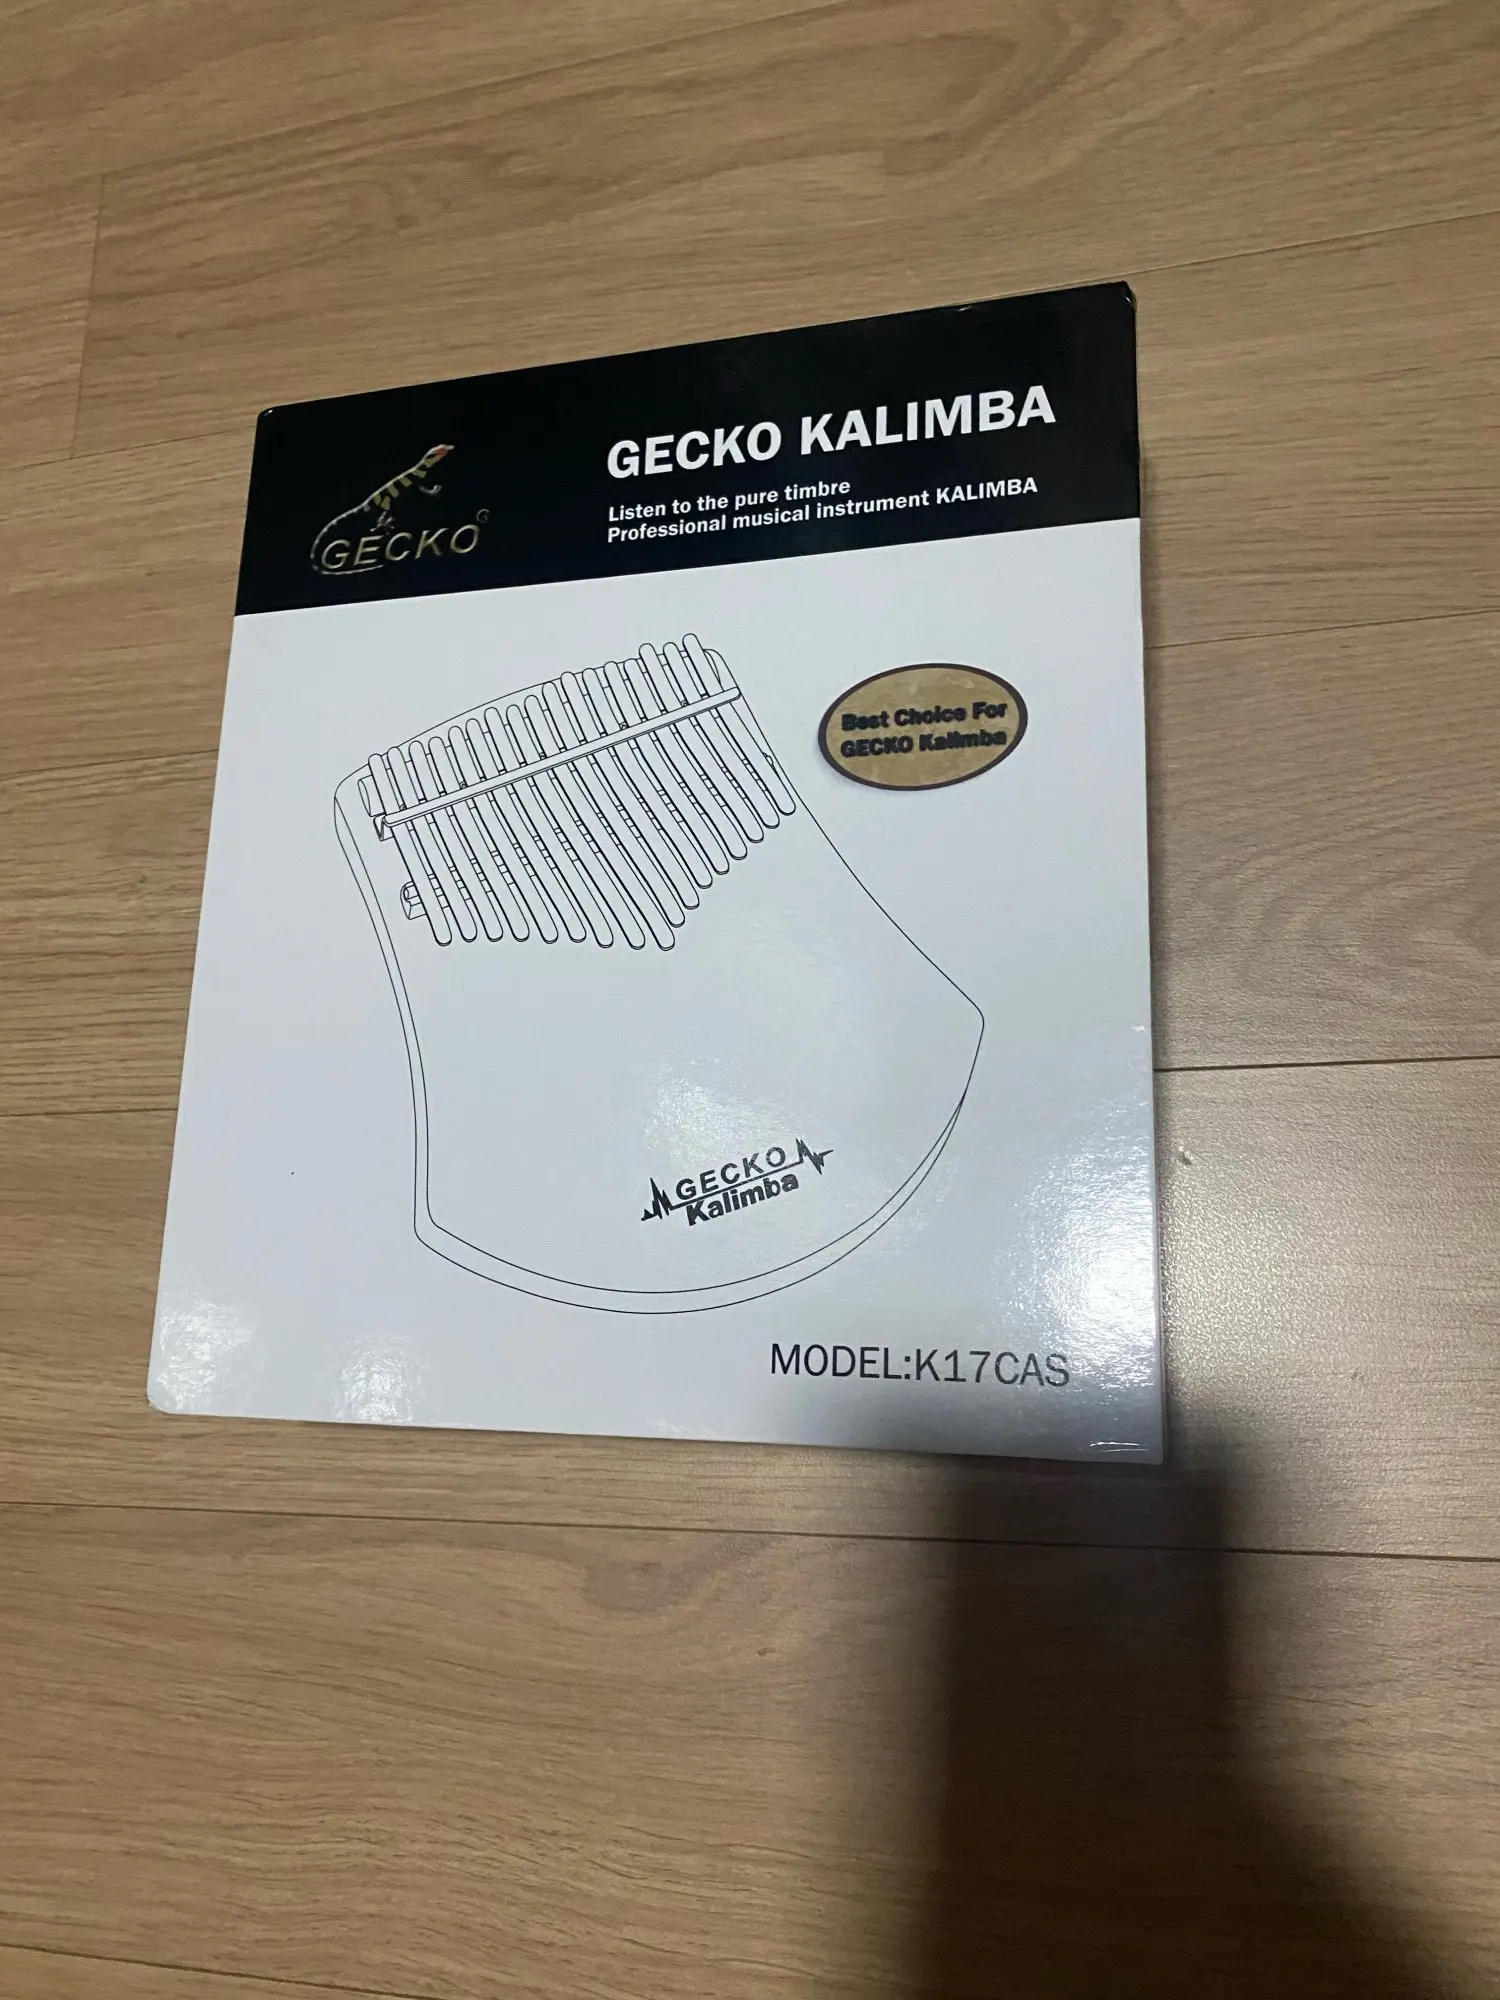 GECKO
G
GECKO KALIMBA
Listen to the pure timbre
Professional musical instrument KALIMBA
Best Choice For
GECKO Kalimba
GECKO
Kalimba
MODEL:K17CAS